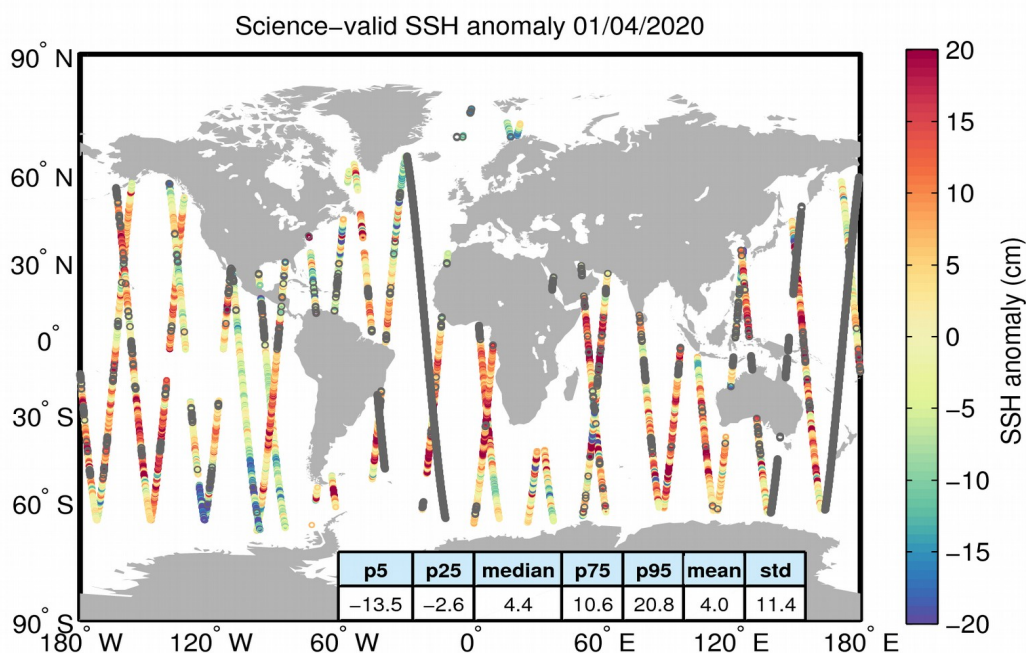 Science−valid SSH anomaly 01/04/2020
90° N
60° N
30° N
0°
30° S
60° S
90° S
180° W
120° W
60° W
0°
60° E
120° E
180° E
20
15
10
5
0
−5
−10
−15
−20
SSH anomaly (cm)
p5 p25 median p75 p95 mean std
−13.5 −2.6 4.4 10.6 20.8 4.0 11.4